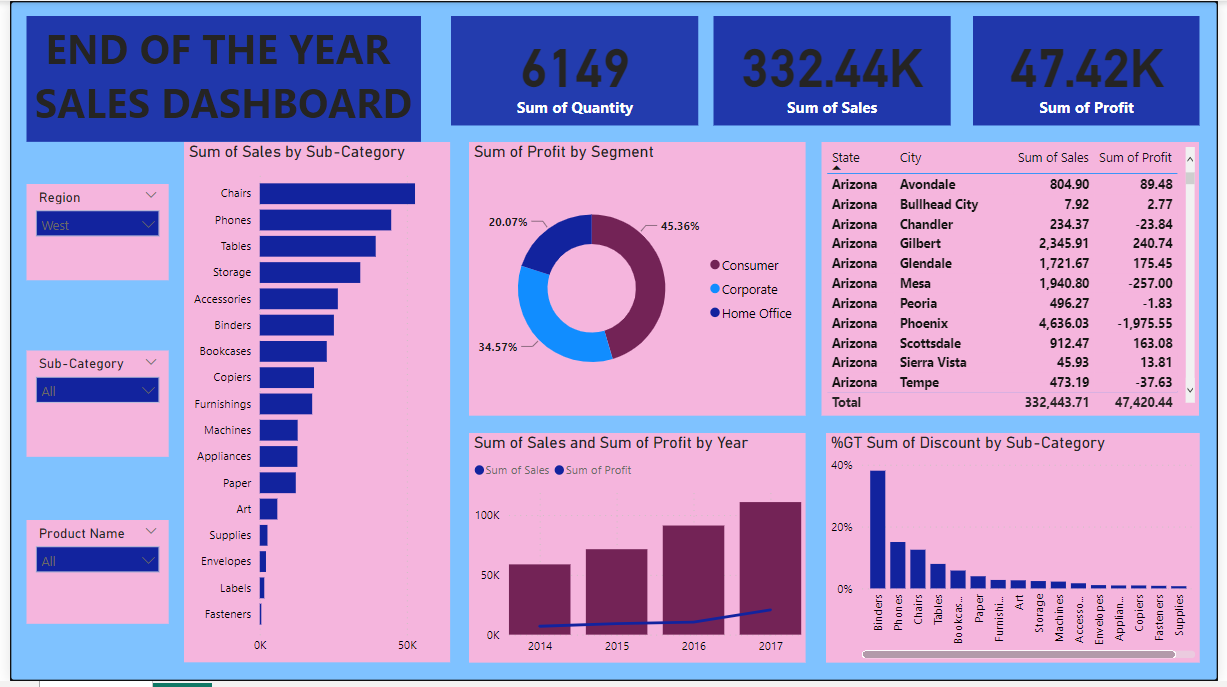 END OF THE YEAR
SALES DASHBOARD
6149
Sum of Quantity
332.44K
Sum of Sales
47.42K
Sum of Profit
Region
West
Sub-Category
All
Product Name
All
Sum of Sales by Sub-Category
Chairs
Phones
Tables
Storage
Accessories
Binders
Bookcases
Copiers
Furnishings
Machines
Appliances
Paper
Art
Supplies
Envelopes
Labels
Fasteners
0K 50K
Sum of Profit by Segment
20.07%
45.36%
34.57%
Consumer
Corporate
Home Office
State City Sum of Sales Sum of Profit
Arizona Avondale 804.90 89.48
Arizona Bullhead City 7.92 2.77
Arizona Chandler 234.37 -23.84
Arizona Gilbert 2,345.91 240.74
Arizona Glendale 1,721.67 175.45
Arizona Mesa 1,940.80 -257.00
Arizona Peoria 496.27 -1.83
Arizona Phoenix 4,636.03 -1,975.55
Arizona Scottsdale 912.47 163.08
Arizona Sierra Vista 45.93 13.81
Arizona Tempe 473.19 -37.63
Total 332,443.71 47,420.44
Sum of Sales and Sum of Profit by Year
Sum of Sales Sum of Profit
100K
50K
0K
2014 2015 2016 2017
%GT Sum of Discount by Sub-Category
40%
20%
0%
Binders
Phones
Chairs
Tables
Bookcas...
Paper
Furnishi...
Art
Storage
Machines
Accesso...
Envelopes
Applian...
Copiers
Fasteners
Supplies